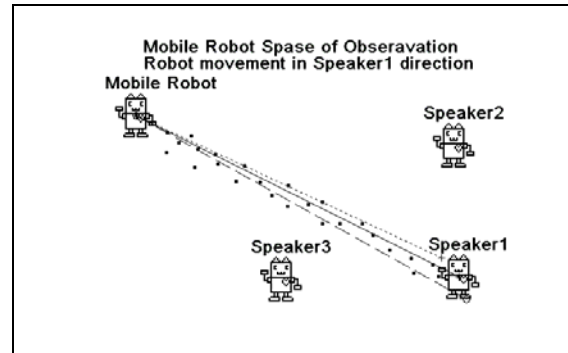 Mobile Robot Spase of Obseravation
Robot movement in Speaker1 direction
Mobile Robot
Speaker2
Speaker3
Speaker1